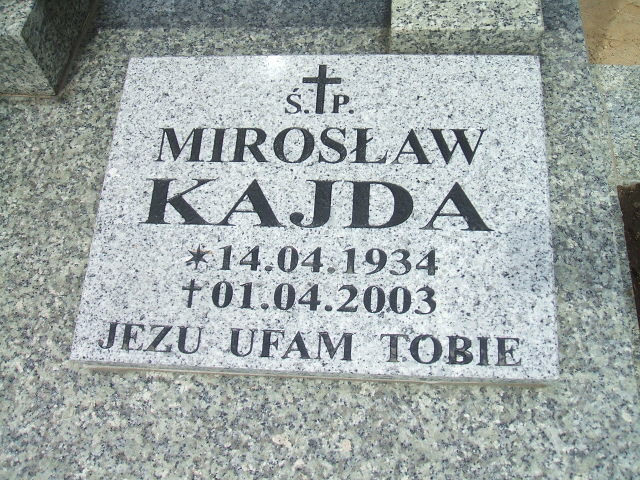 Ś. P.
MIROSŁAW
KAJDA
*14.04.1934
†01.04.2003
JEZU UFAM TOBIE